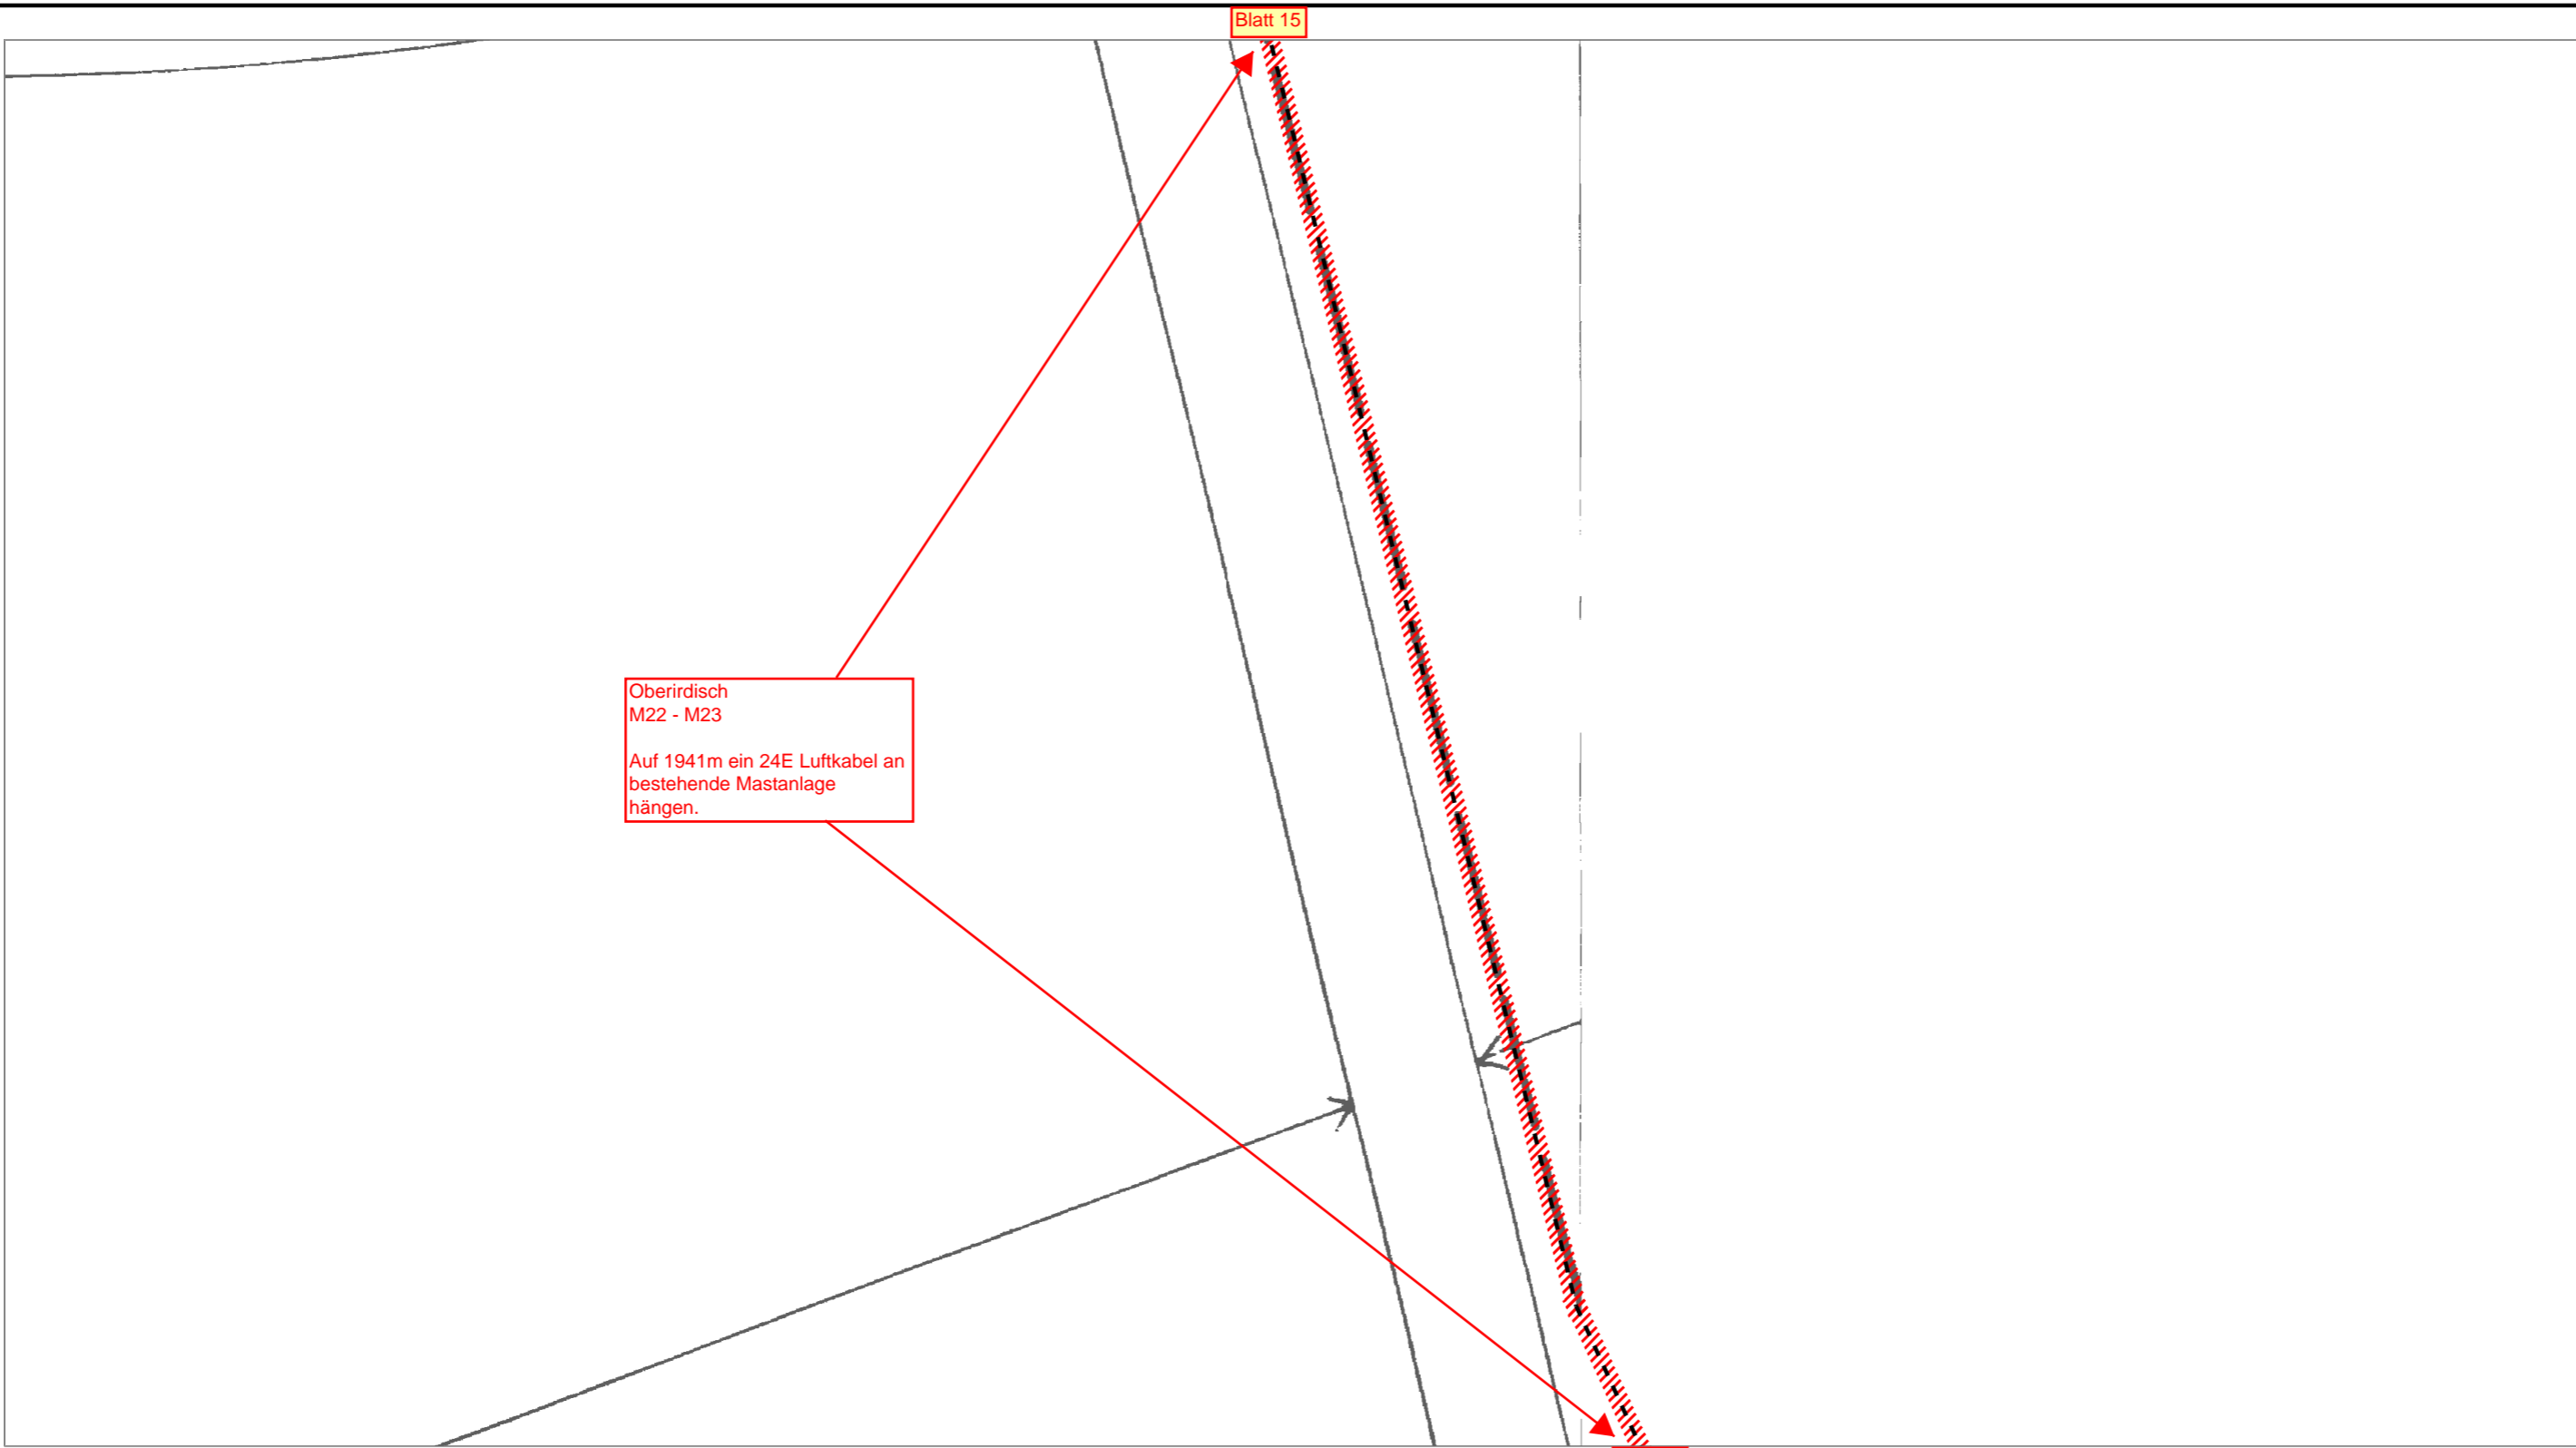 Blatt 15
Oberirdisch
M22 - M23
Auf 1941m ein 24E Luftkabel an
bestehende Mastanlage
hängen.